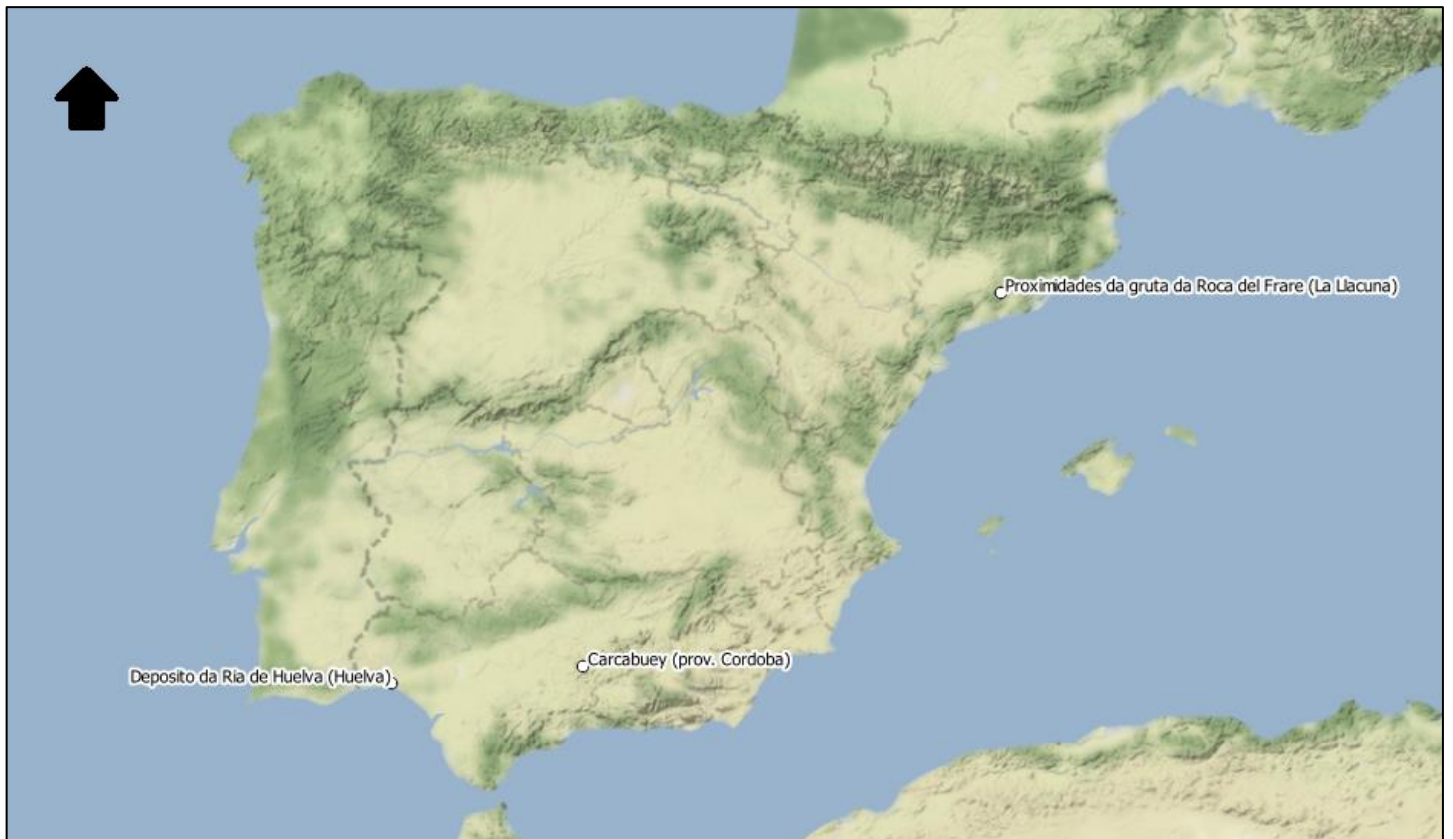 Proximidades da gruta da Roca del Frare (La Llacuna)
Carcabuey (prov. Cordoba)
Deposito da Ria de Huelva (Huelva)